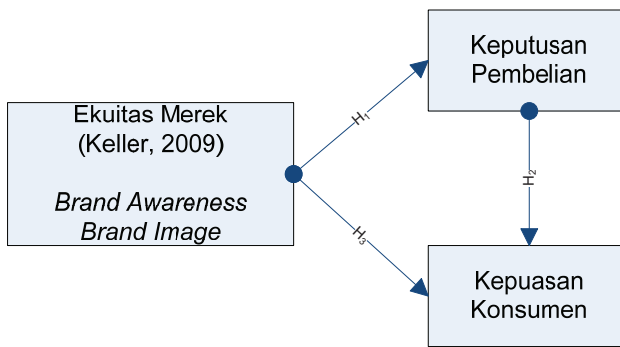 Ekuitas Merek
(Keller, 2009)
Brand Awareness
Brand Image
H₁
H₃
Keputusan
Pembelian
H₂
Kepuasan
Konsumen